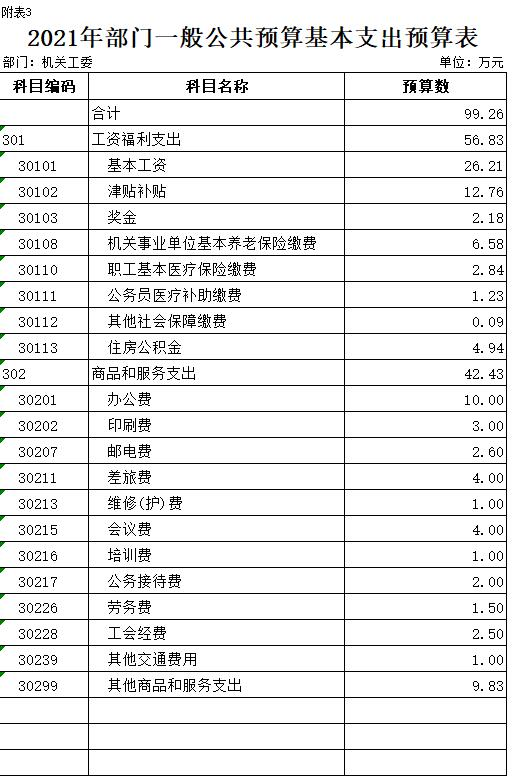 附表3
2021年部门一般公共预算基本支出预算表
部门：机关工委 单位：万元
科目编码 科目名称 预算数
合计 99.26
301 工资福利支出 56.83
30101 基本工资 26.21
30102 津贴补贴 12.76
30103 奖金 2.18
30108 机关事业单位基本养老保险缴费 6.58
30110 职工基本医疗保险缴费 2.84
30111 公务员医疗补助缴费 1.23
30112 其他社会保障缴费 0.09
30113 住房公积金 4.94
302 商品和服务支出 42.43
30201 办公费 10.00
30202 印刷费 3.00
30207 邮电费 2.60
30211 差旅费 4.00
30213 维修(护)费 1.00
30215 会议费 4.00
30216 培训费 1.00
30217 公务接待费 2.00
30226 劳务费 1.50
30228 工会经费 2.50
30239 其他交通费用 1.00
30299 其他商品和服务支出 9.83